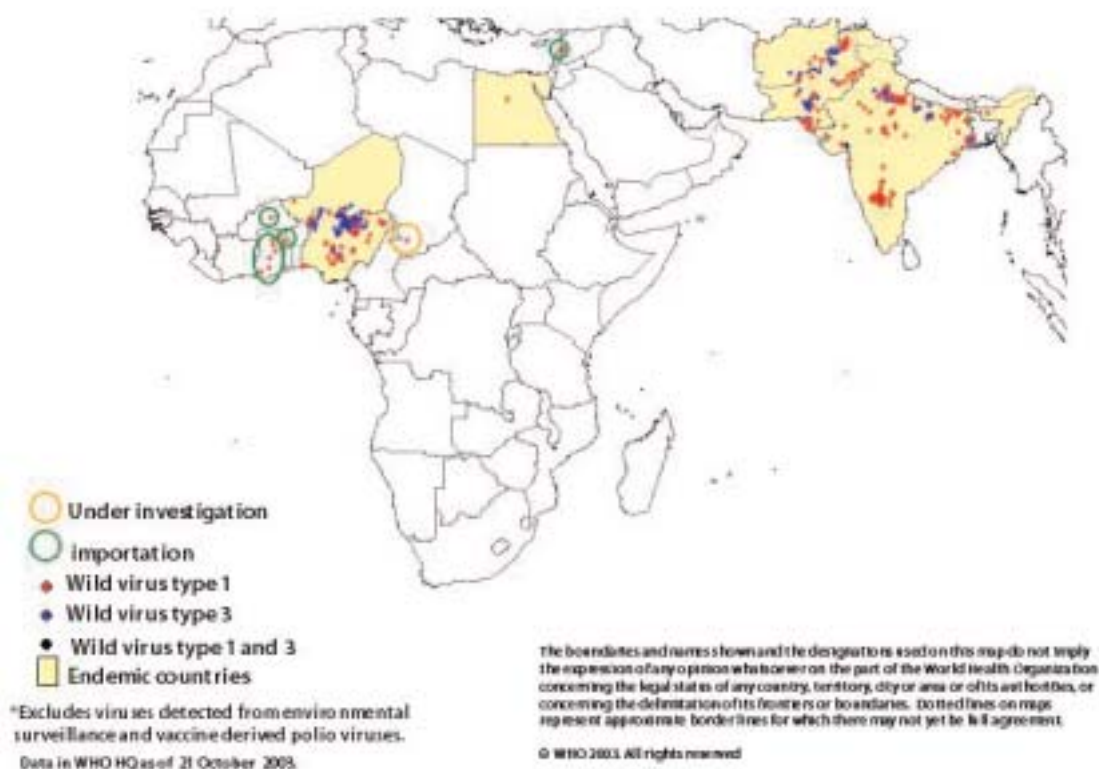 Under investigation
importation
Wild virus type 1
Wild virus type 3
Wild virus type 1 and 3
Endemic countries
*Excludes viruses detected from environmental
surveillance and vaccine derived polio viruses.
Data in WHO HQ as of 21 October 2003.
The boundaries and names shown and the designations used on this map do not imply
the expression of any opinion whatsoever on the part of the World Health Organization
concerning the legal status of any country, territory, city or area or of its authorities, or
concerning the delimitation of its frontiers or boundaries. Dotted lines on maps
represent approximate border lines for which there may not yet be full agreement.
© WHO 2003. All rights reserved